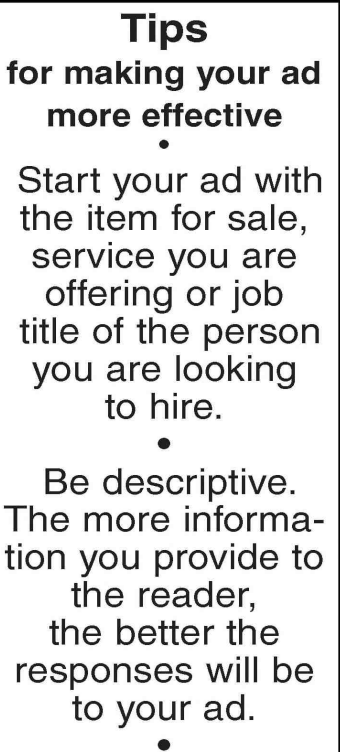 Tips
for making your ad
more effective
•
Start your ad with
the item for sale,
service you are
offering or job
title of the person
you are looking
to hire.
•
Be descriptive.
The more informa-
tion you provide to
the reader,
the better the
responses will be
to your ad.
•